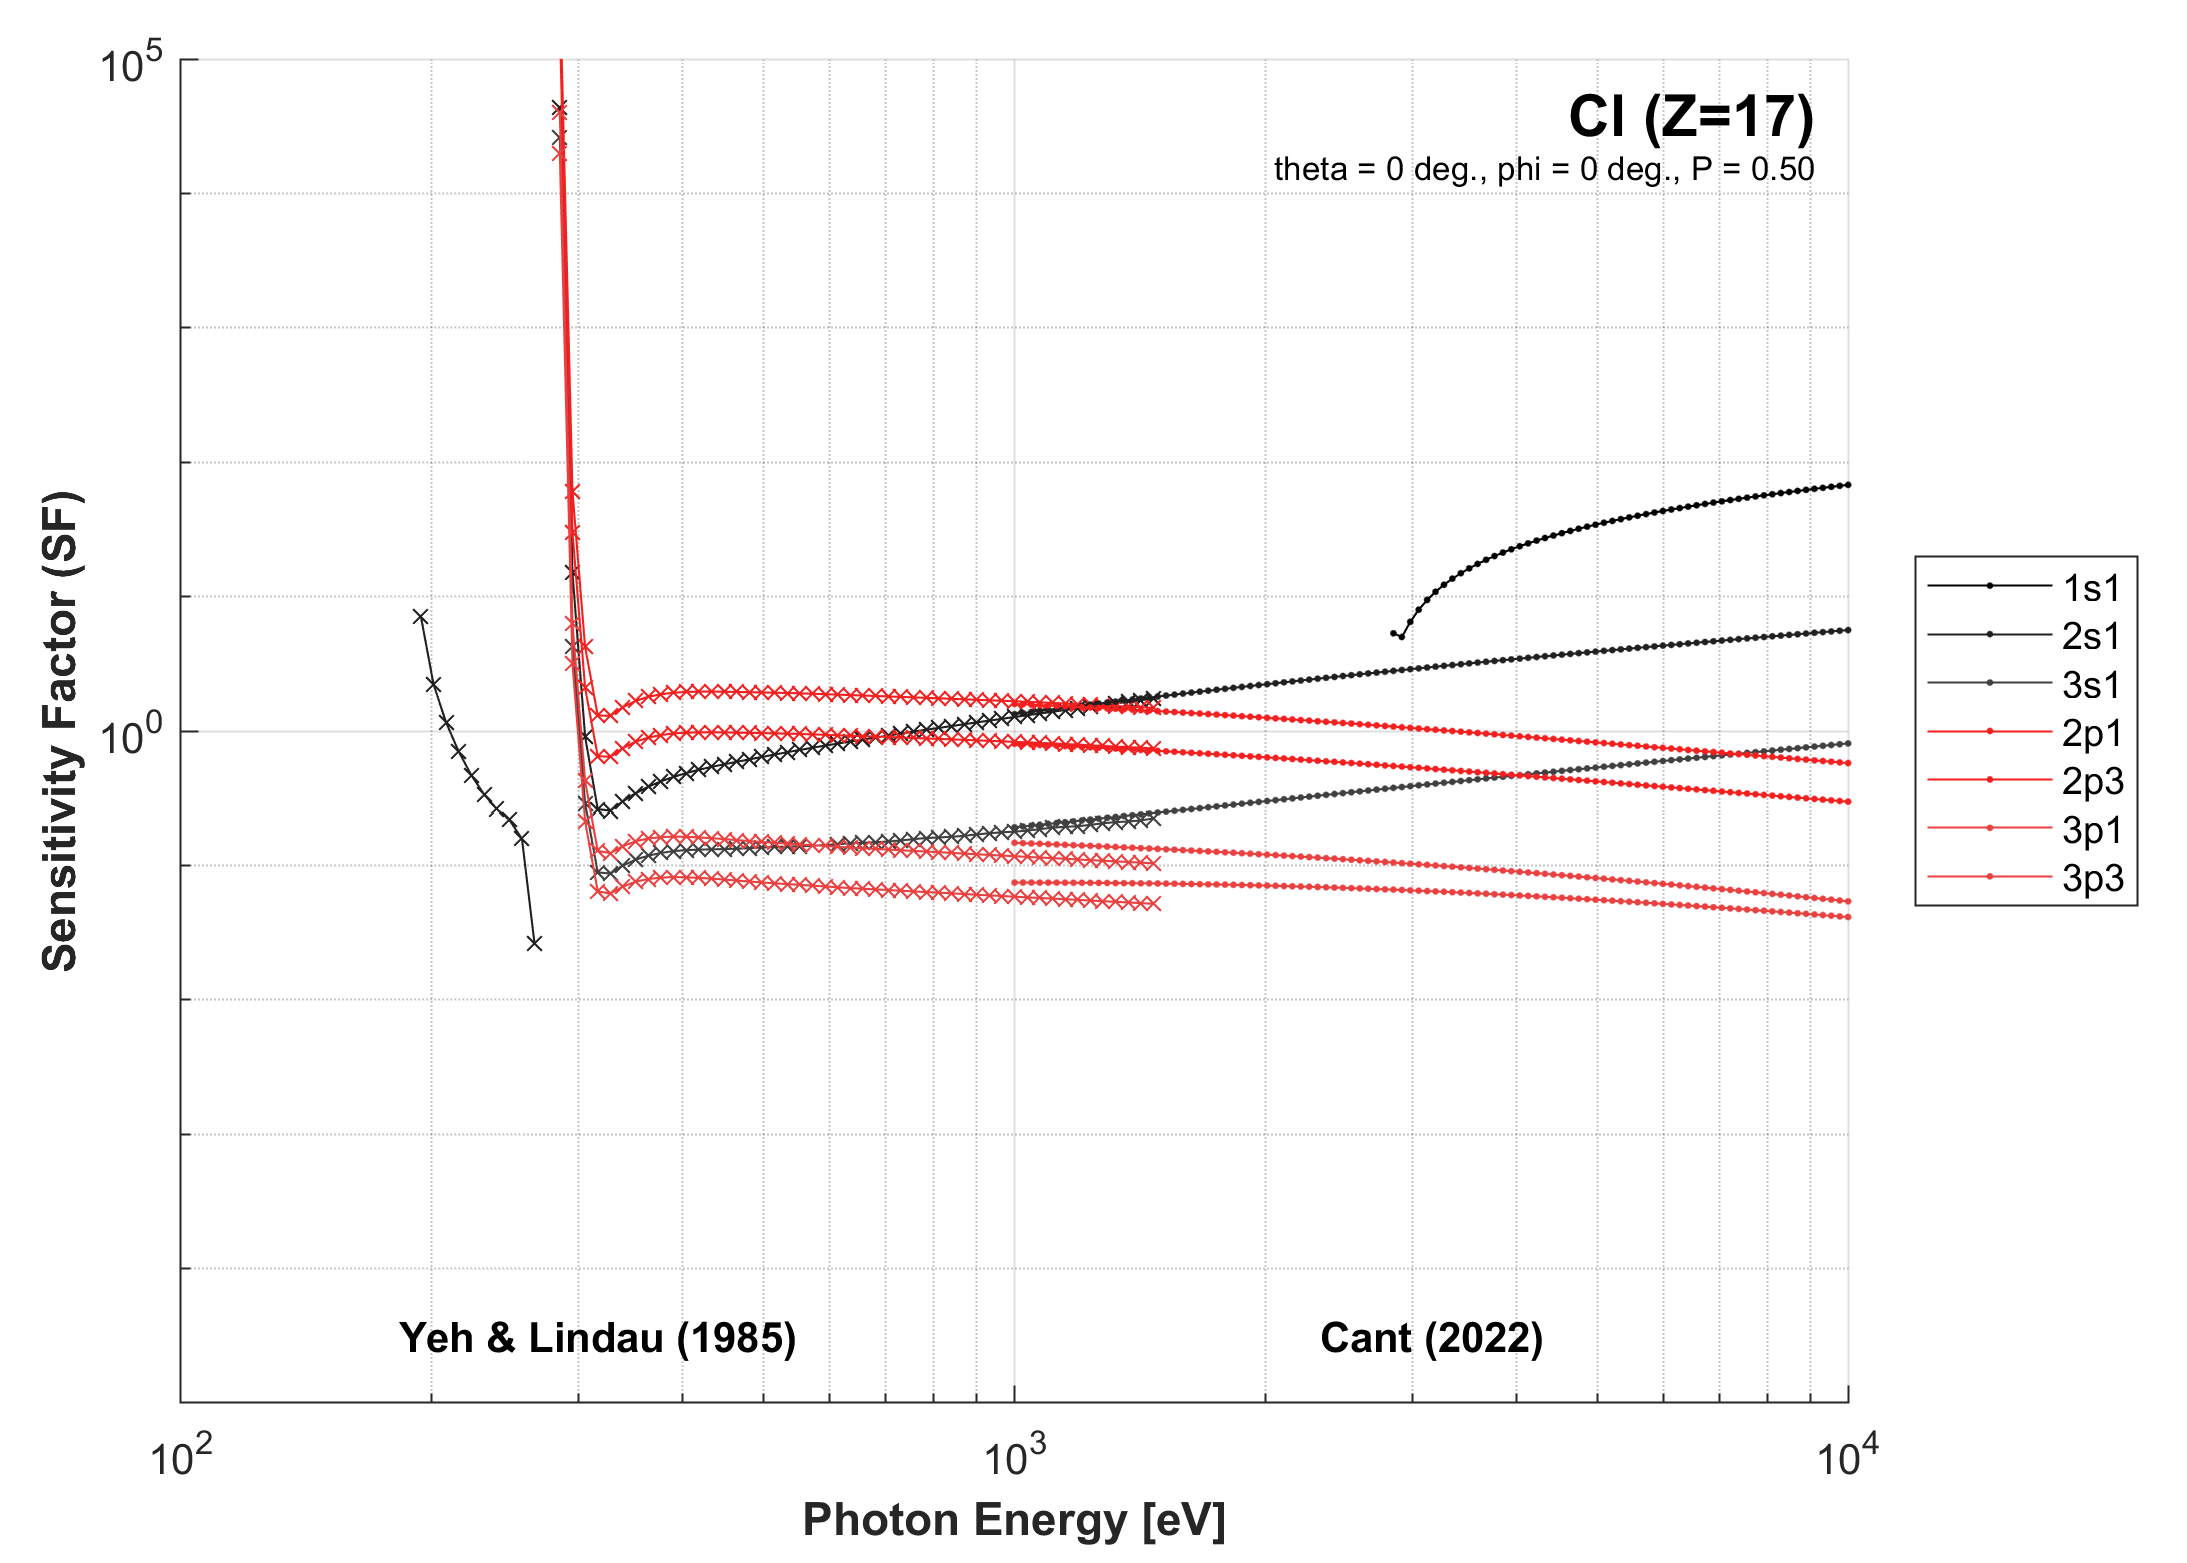 10^5
Cl (Z=17)
theta = 0 deg., phi = 0 deg., P = 0.50
Sensitivity Factor (SF)
10^0
1s1
2s1
3s1
2p1
2p3
3p1
3p3
Yeh & Lindau (1985)
Cant (2022)
10^2
10^3
10^4
Photon Energy [eV]